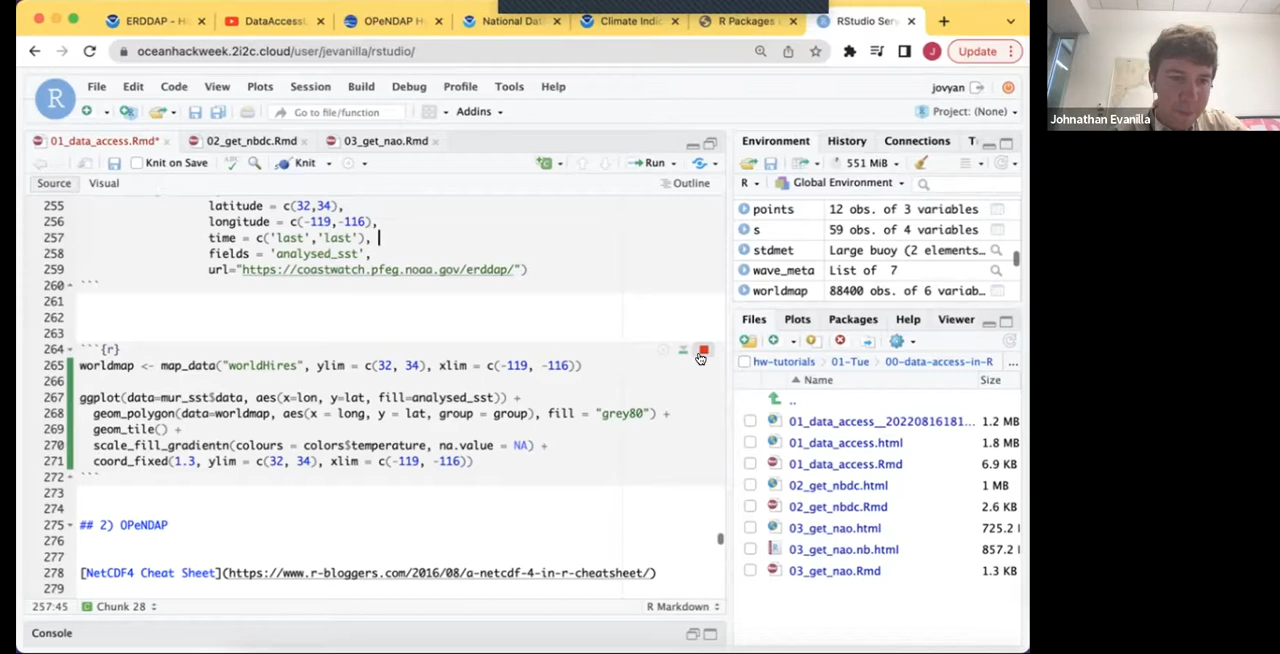 ERDDAP - H
DataAccess
OPeNDAP H
National Da
Climate Indi
R Packages
RStudio Ser
oceanhackweek.2i2c.cloud/user/jevanilla/rstudio/
J
Update
Johnathan Evanilla
R
File Edit Code View Plots Session Build Debug Profile Tools Help
jovyan
Go to file/function
Addins
Project: (None)
01_data_access.Rmd*
02_get_nbdc.Rmd
03_get_nao.Rmd
Knit on Save
Knit
Run
Source Visual
Outline
255 latitude = c(32,34),
256 longitude = c(-119,-116),
257 time = c('last','last'),
258 fields = 'analysed_sst',
259 url="https://coastwatch.pfeg.noaa.gov/erddap/")
260 ```
261
262
263
264 ```{r}
265 worldmap <- map_data("worldHires", ylim = c(32, 34), xlim = c(-119, -116))
266
267 ggplot(data=mur_sst$data, aes(x=lon, y=lat, fill=analysed_sst)) +
268 geom_polygon(data=worldmap, aes(x = long, y = lat, group = group), fill = "grey80") +
269 geom_tile() +
270 scale_fill_gradientn(colours = colors$temperature, na.value = NA) +
271 coord_fixed(1.3, ylim = c(32, 34), xlim = c(-119, -116))
272 ```
273
274
275 ## 2) OPeNDAP
276
277
278 [NetCDF4 Cheat Sheet](https://www.r-bloggers.com/2016/08/a-netcdf-4-in-r-cheatsheet/)
279
257:45 Chunk 28
R Markdown
Console
Environment History Connections T
551 MiB
R Global Environment
points 12 obs. of 3 variables
s 59 obs. of 4 variables
stdmet Large buoy (2 elements…
wave_meta List of 7
worldmap 88400 obs. of 6 variab…
Files Plots Packages Help Viewer
hw-tutorials 01-Tue 00-data-access-in-R ...
Name Size
..
01_data_access__20220816181... 1.2 MB
01_data_access.html 1.8 MB
01_data_access.Rmd 6.9 KB
02_get_nbdc.html 1 MB
02_get_nbdc.Rmd 2.6 KB
03_get_nao.html 725.2
03_get_nao.nb.html 857.2
03_get_nao.Rmd 1.3 KB